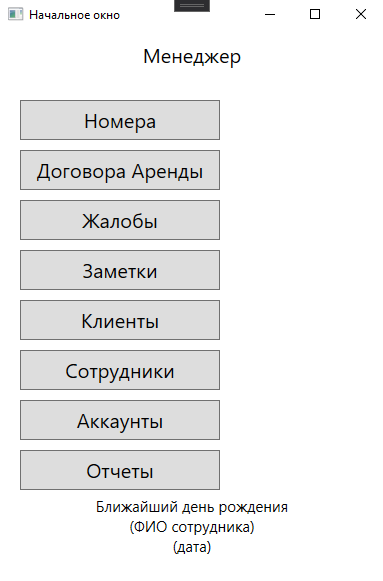 Начальное окно
Менеджер
Номера
Договора Аренды
Жалобы
Заметки
Клиенты
Сотрудники
Аккаунты
Отчеты
Ближайший день рождения
(ФИО сотрудника)
(дата)